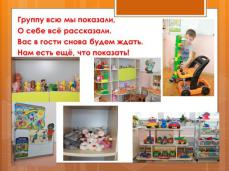 Группу всю мы показали,
О себе всё рассказали.
Вас в гости снова будем ждать.
Нам есть ещё, что показать!